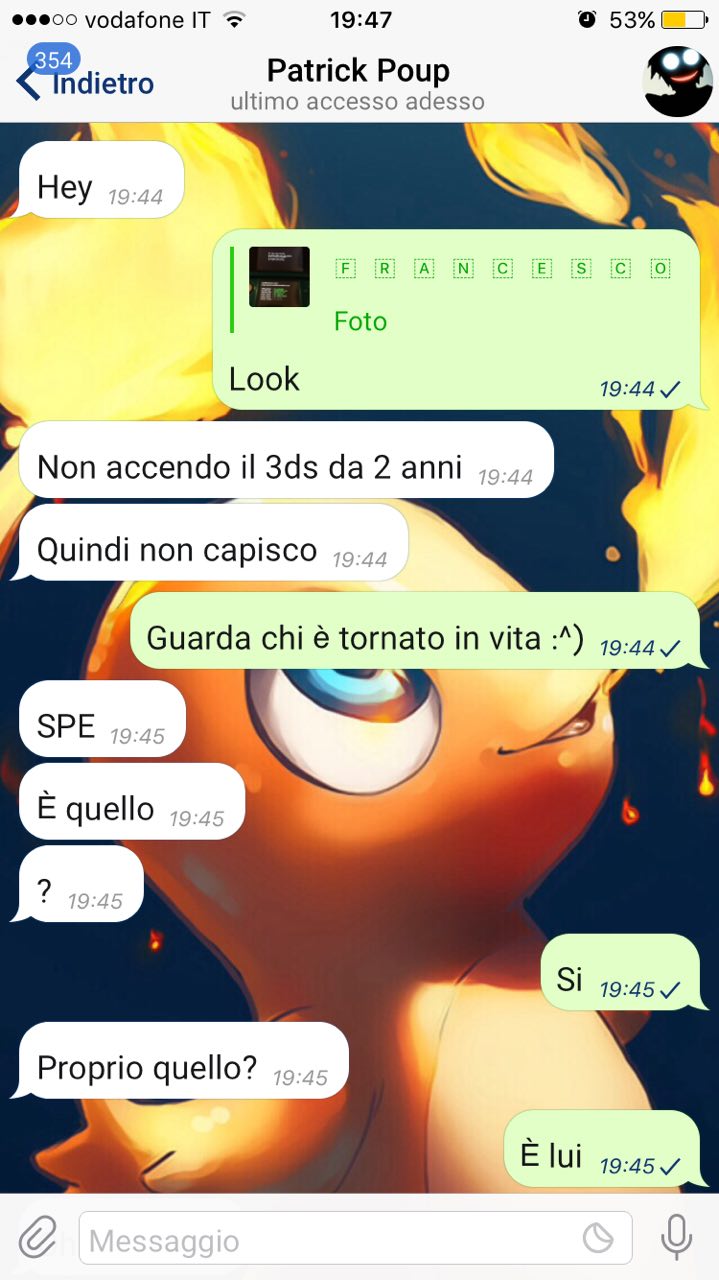 vodafone IT 19:47 53%
354
Indietro
Patrick Poup
ultimo accesso adesso
Hey 19:44
F R A N C E S C O
Foto
Look 19:44
Non accendo il 3ds da 2 anni 19:44
Quindi non capisco 19:44
Guarda chi è tornato in vita :^) 19:44
SPE 19:45
È quello 19:45
? 19:45
Si 19:45
Proprio quello? 19:45
È lui 19:45
Messaggio